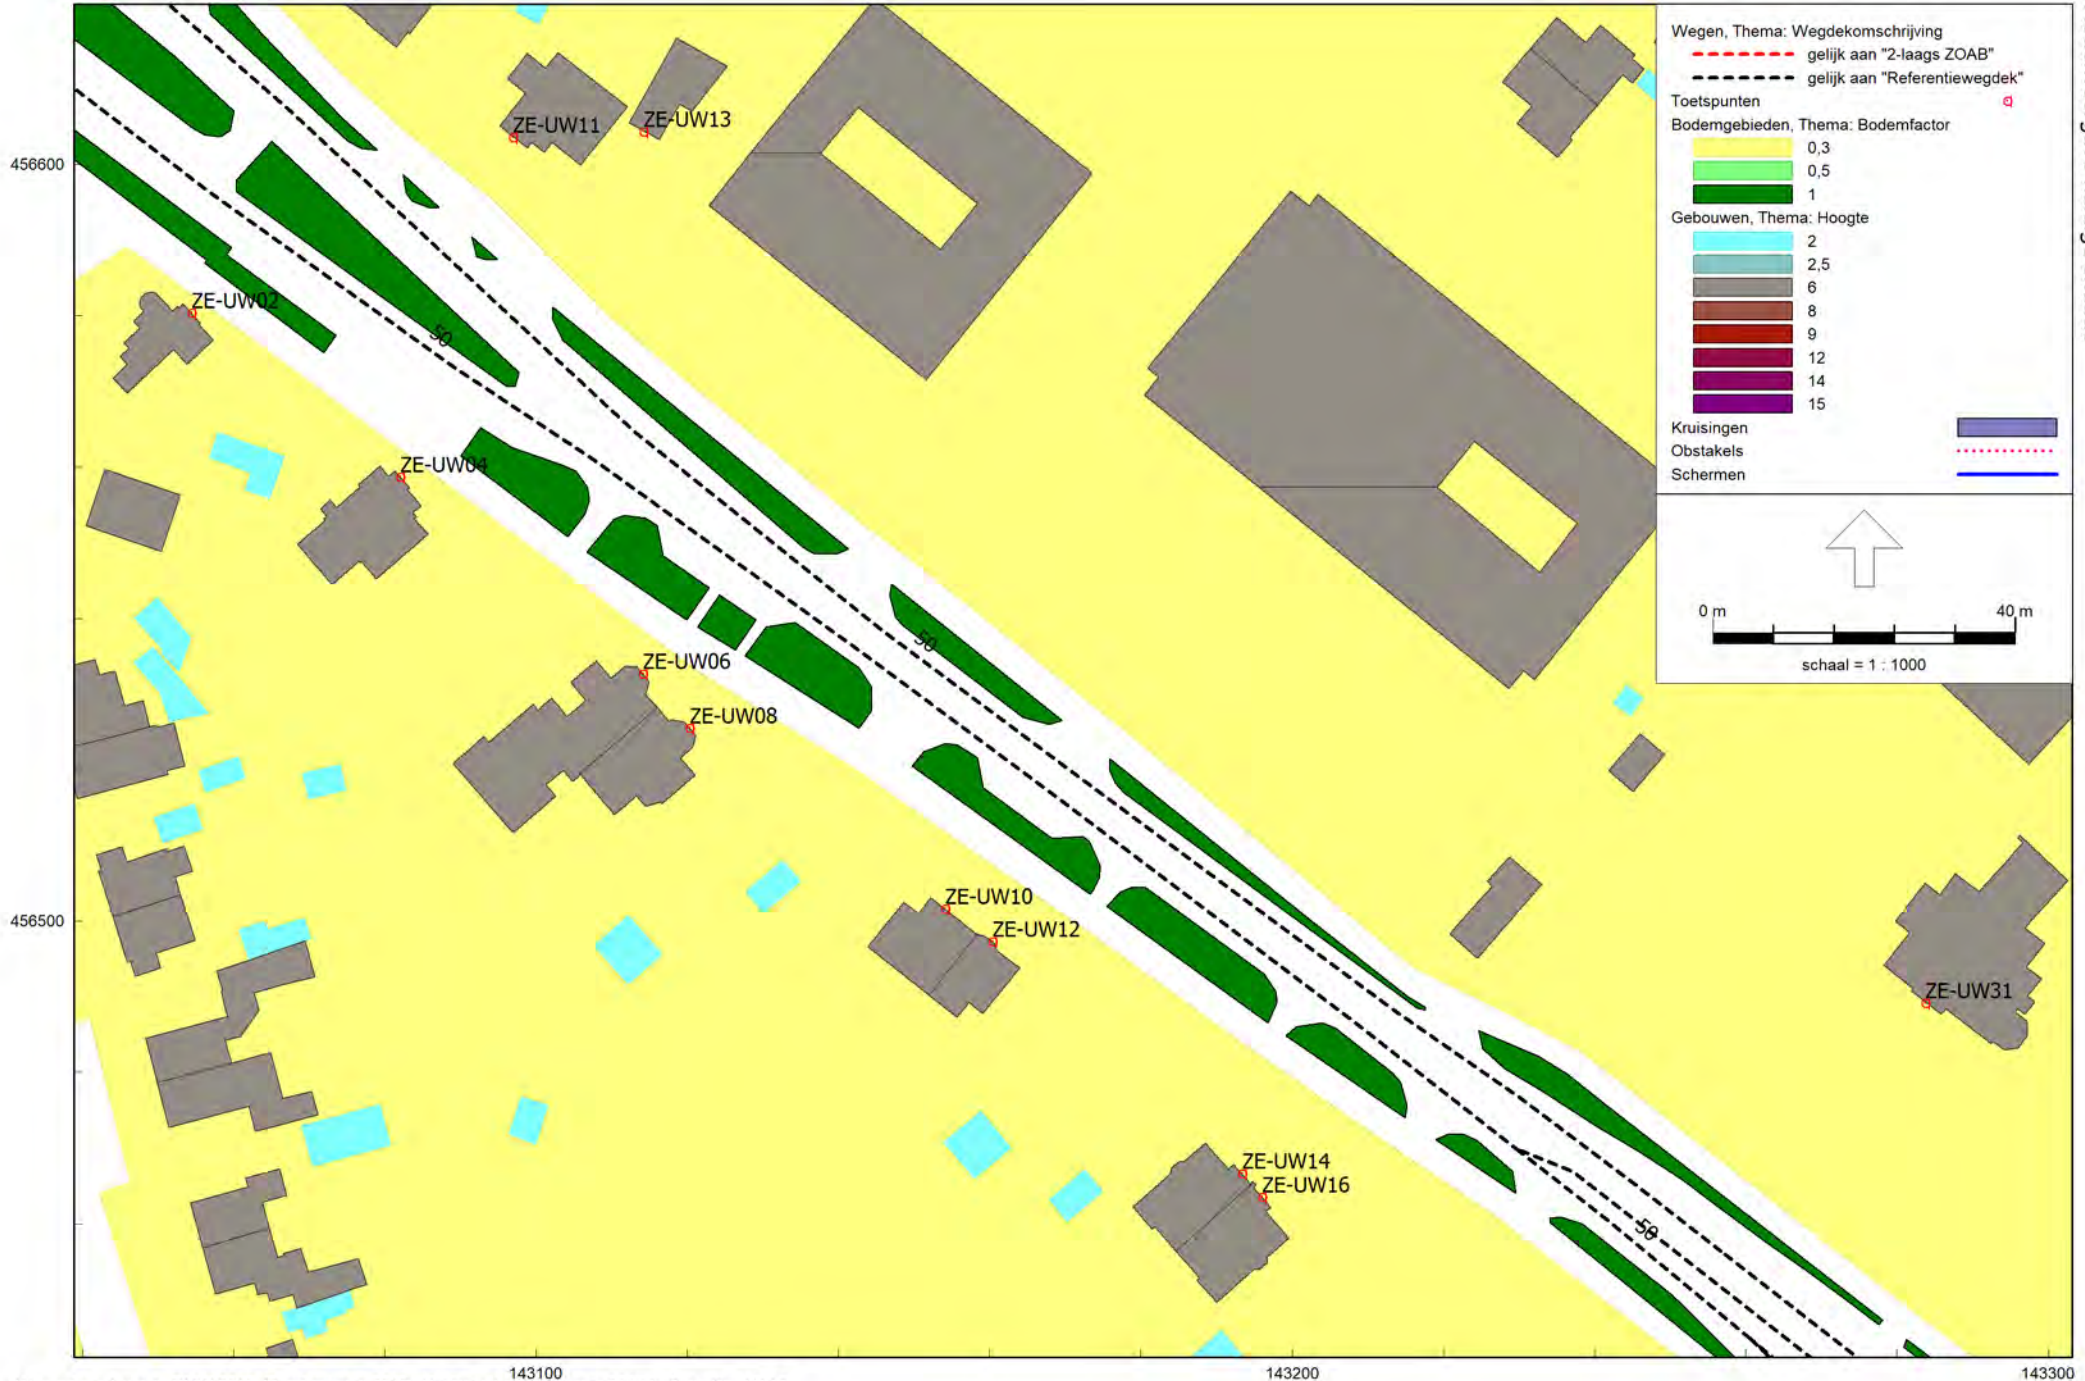 Wegen, Thema: Wegdekomschrijving
gelijk aan "2-laags ZOAB"
gelijk aan "Referentiewegdek"
Toetspunten
Bodemgebieden, Thema: Bodemfactor
0,3
0,5
1
Gebouwen, Thema: Hoogte
2
2,5
6
8
9
12
14
15
Kruisingen
Obstakels
Schermen
0 m 40 m
schaal = 1 : 1000
ZE-UW11
ZE-UW13
456600
ZE-UW02
50
ZE-UW04
50
ZE-UW06
ZE-UW08
ZE-UW10
456500
ZE-UW12
ZE-UW31
ZE-UW14
ZE-UW16
50
143100
143200
143300